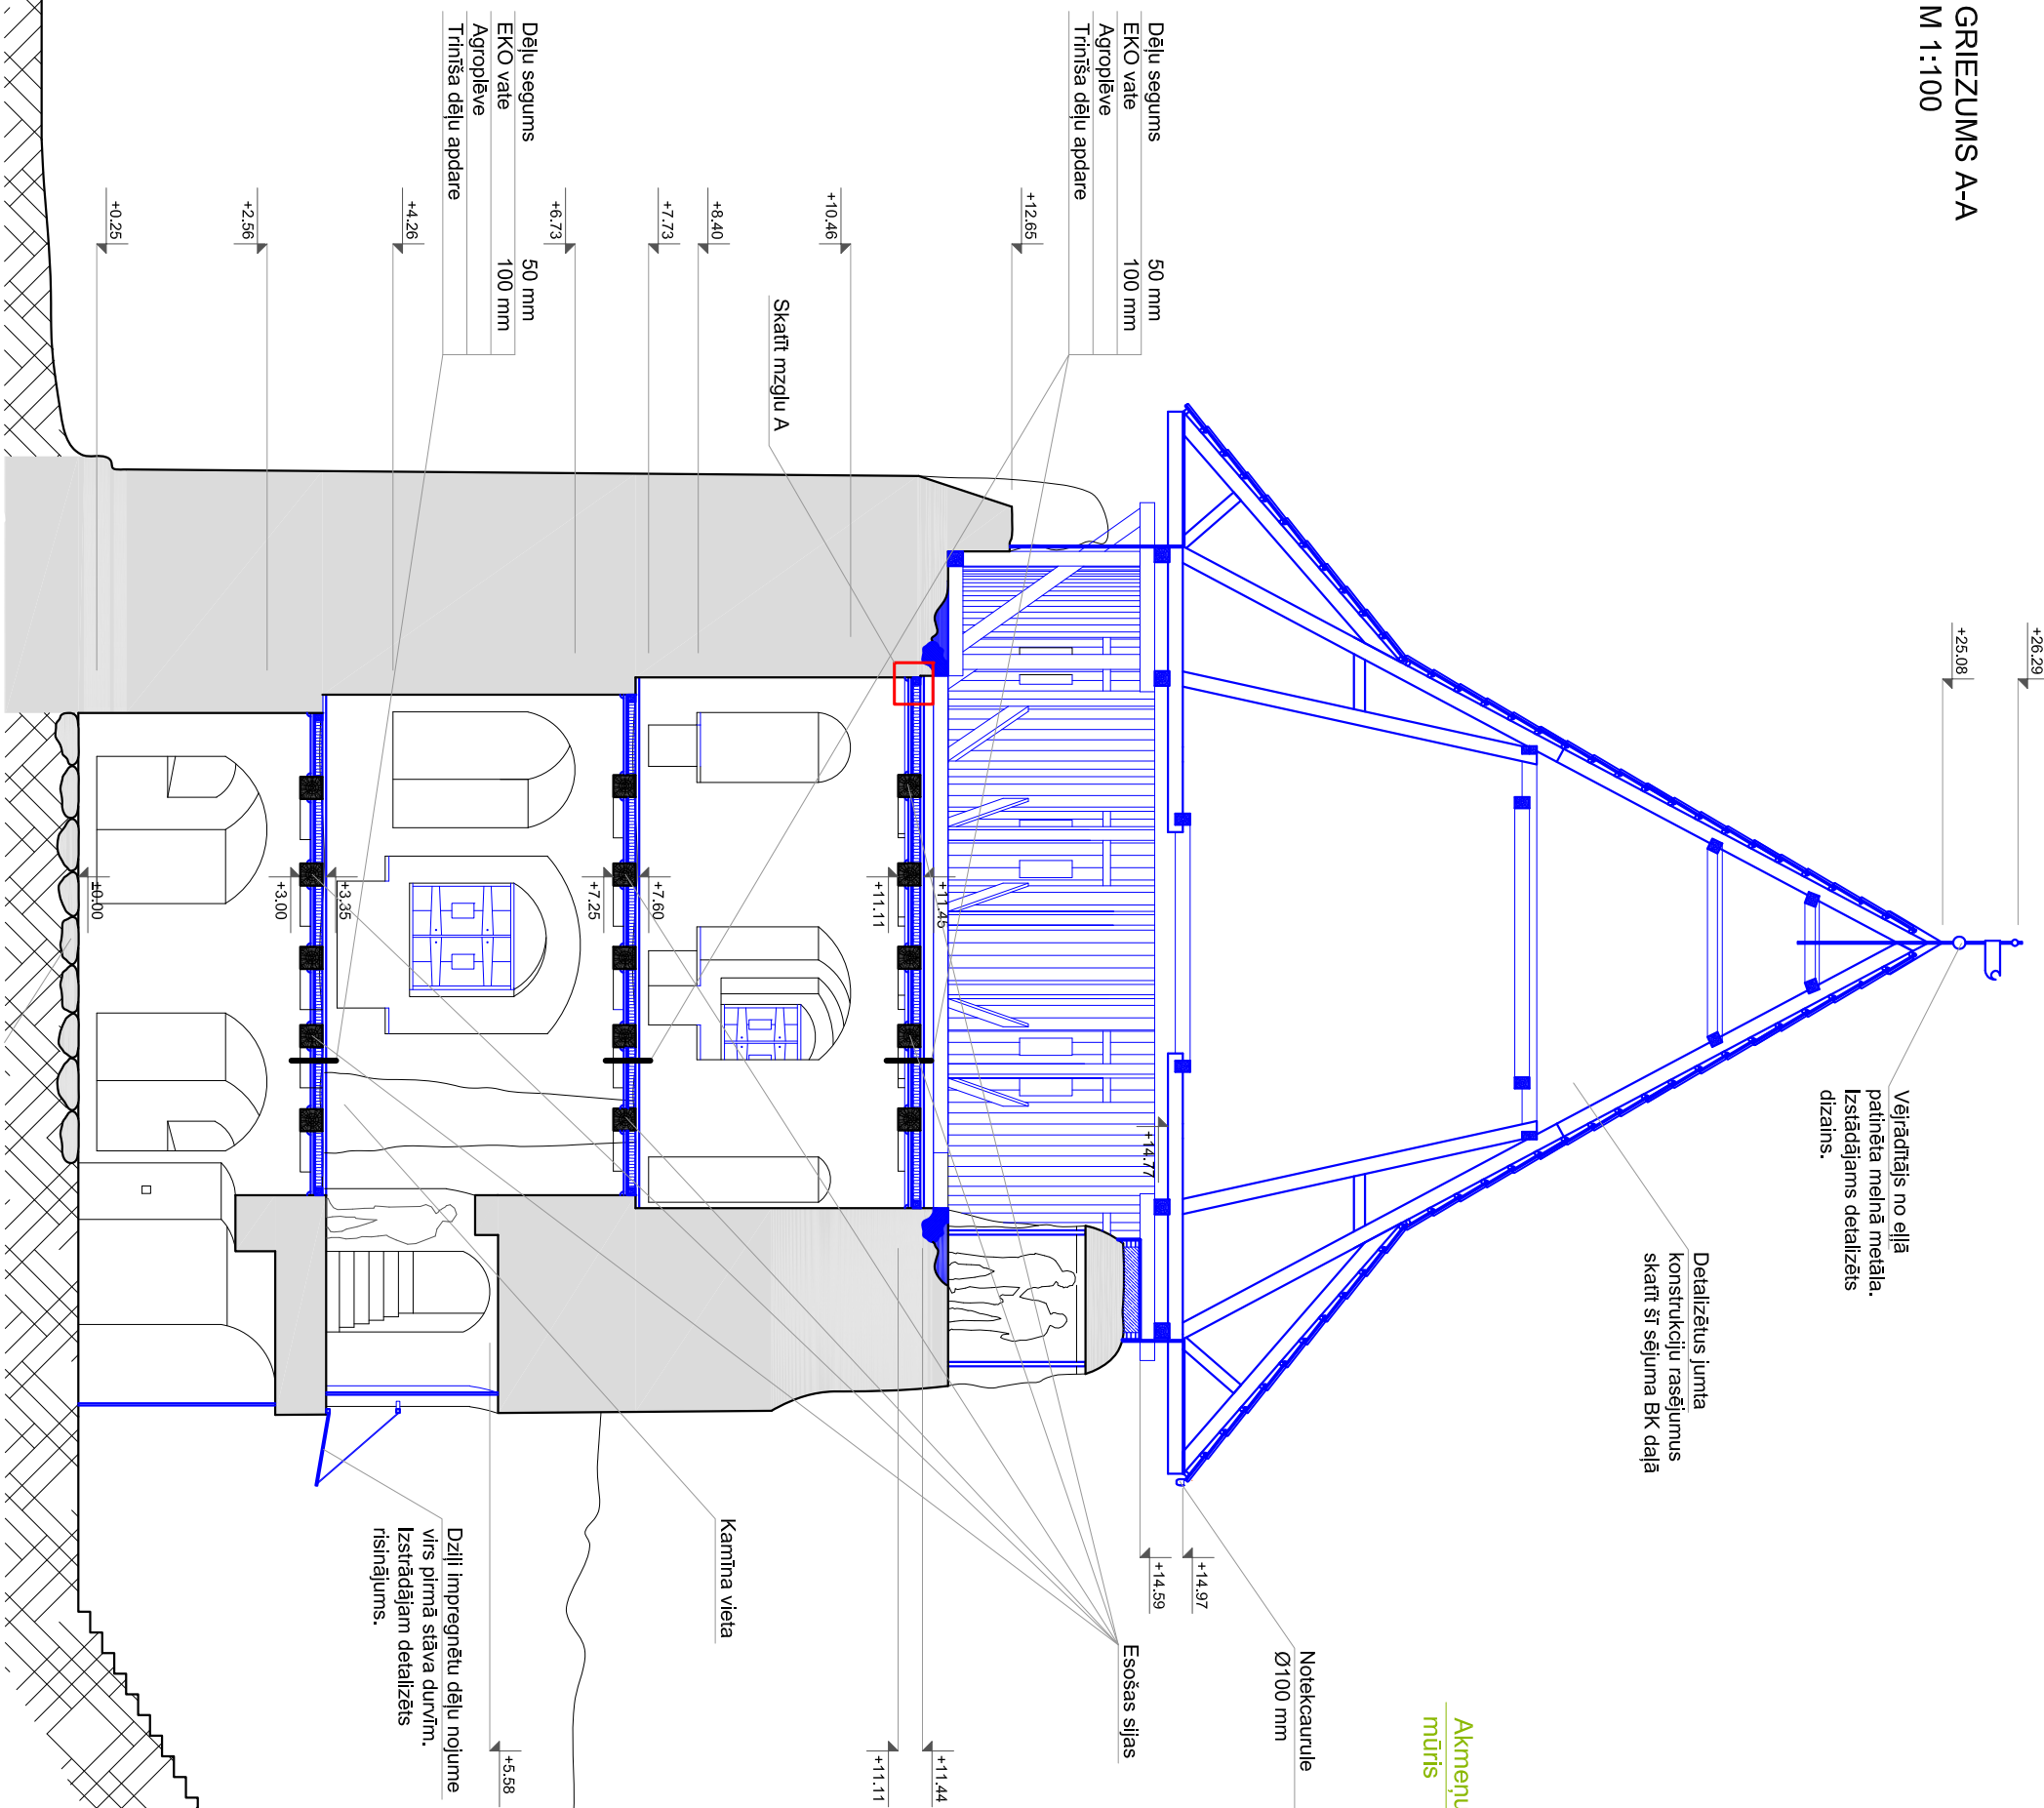 GRIEZUMS A-A
M 1:100
+26.29
+25.08
Vējrādītājs no eļļā
patinēta melnā metāla.
Izstādājams detalizēts
dizains.
Detalizētus jumta
konstrukciju rasējumus
skatīt šī sējuma BK daļā
Akmeņu
mūris
Dēļu segums 50 mm
EKO vate 100 mm
Agroplēve
Trinīša dēļu apdare
+14.97
+14.59
+14.77
Notekcaurule
Ø100 mm
Esošas sijas
+12.65
+10.46
+8.40
+7.73
+6.73
+4.26
+2.56
+0.25
Skatīt mzglu A
+11.45
+11.11
+7.60
+7.25
+3.35
+3.00
±0.00
+11.44
+11.11
Kamīna vieta
Dēļu segums 50 mm
EKO vate 100 mm
Agroplēve
Trinīša dēļu apdare
+5.58
Dziļi impregnētu dēļu nojume
virs pirmā stāva durvīm.
Izstrādājam detalizēts
risinājums.